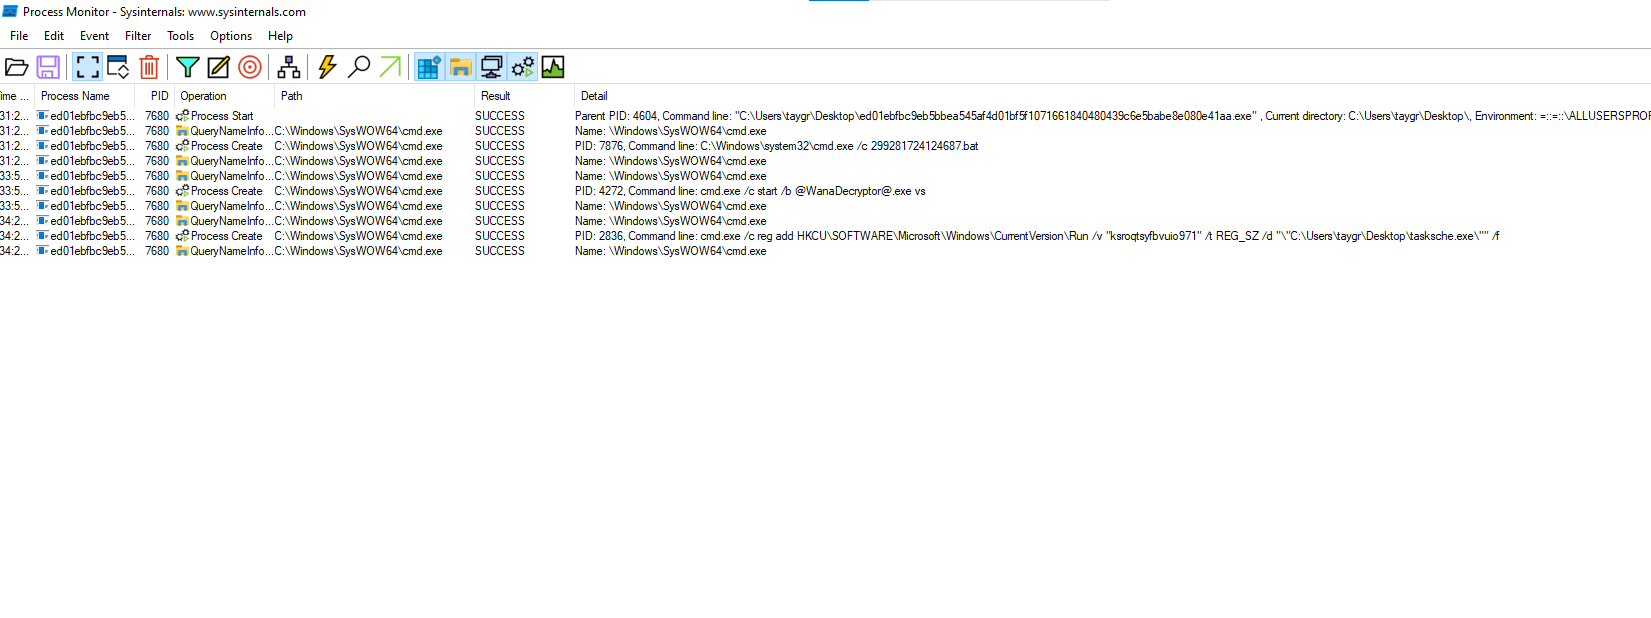 Process Monitor - Sysinternals: www.sysinternals.com
File Edit Event Filter Tools Options Help
ime ... Process Name PID Operation Path Result Detail
31:2... ed01ebfbc9eb5... 7680 Process Start SUCCESS Parent PID: 4604, Command line: "C:\Users\taygr\Desktop\ed01ebfbc9eb5bbea545af4d01bf5f1071661840480439c6e5babe8e080e41aa.exe" , Current directory: C:\Users\taygr\Desktop\, Environment: =::=::\ALLUSERSPROF
31:2... ed01ebfbc9eb5... 7680 QueryNameInfo... C:\Windows\SysWOW64\cmd.exe SUCCESS Name: \Windows\SysWOW64\cmd.exe
31:2... ed01ebfbc9eb5... 7680 Process Create C:\Windows\SysWOW64\cmd.exe SUCCESS PID: 7876, Command line: C:\Windows\system32\cmd.exe /c 299281724124687.bat
31:2... ed01ebfbc9eb5... 7680 QueryNameInfo... C:\Windows\SysWOW64\cmd.exe SUCCESS Name: \Windows\SysWOW64\cmd.exe
33:5... ed01ebfbc9eb5... 7680 QueryNameInfo... C:\Windows\SysWOW64\cmd.exe SUCCESS Name: \Windows\SysWOW64\cmd.exe
33:5... ed01ebfbc9eb5... 7680 Process Create C:\Windows\SysWOW64\cmd.exe SUCCESS PID: 4272, Command line: cmd.exe /c start /b @WanaDecryptor@.exe vs
33:5... ed01ebfbc9eb5... 7680 QueryNameInfo... C:\Windows\SysWOW64\cmd.exe SUCCESS Name: \Windows\SysWOW64\cmd.exe
34:2... ed01ebfbc9eb5... 7680 QueryNameInfo... C:\Windows\SysWOW64\cmd.exe SUCCESS Name: \Windows\SysWOW64\cmd.exe
34:2... ed01ebfbc9eb5... 7680 Process Create C:\Windows\SysWOW64\cmd.exe SUCCESS PID: 2836, Command line: cmd.exe /c reg add HKCU\SOFTWARE\Microsoft\Windows\CurrentVersion\Run /v "ksroqtsyfbvuio971" /t REG_SZ /d "\"C:\Users\taygr\Desktop\tasksche.exe\"" /f
34:2... ed01ebfbc9eb5... 7680 QueryNameInfo... C:\Windows\SysWOW64\cmd.exe SUCCESS Name: \Windows\SysWOW64\cmd.exe